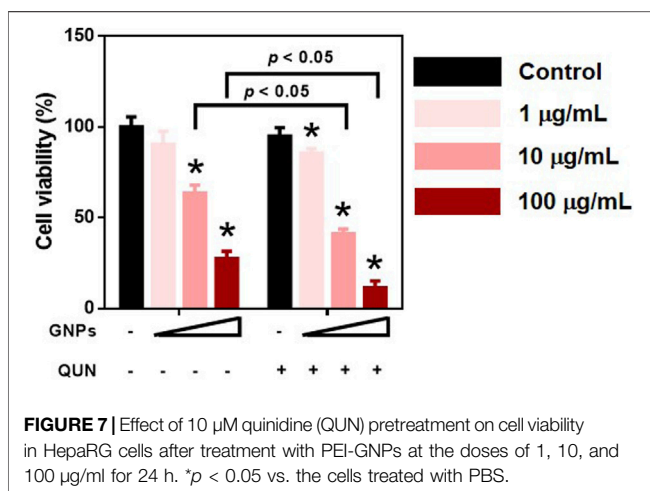 150
100
50
0
Cell viability (%)
p < 0.05
p < 0.05
* * * * *
Control
1 µg/mL
10 µg/mL
100 µg/mL
GNPs - -
QUN - - - - + + + +
FIGURE 7 | Effect of 10 µM quinidine (QUN) pretreatment on cell viability
in HepaRG cells after treatment with PEI-GNPs at the doses of 1, 10, and
100 µg/ml for 24 h. *p < 0.05 vs. the cells treated with PBS.